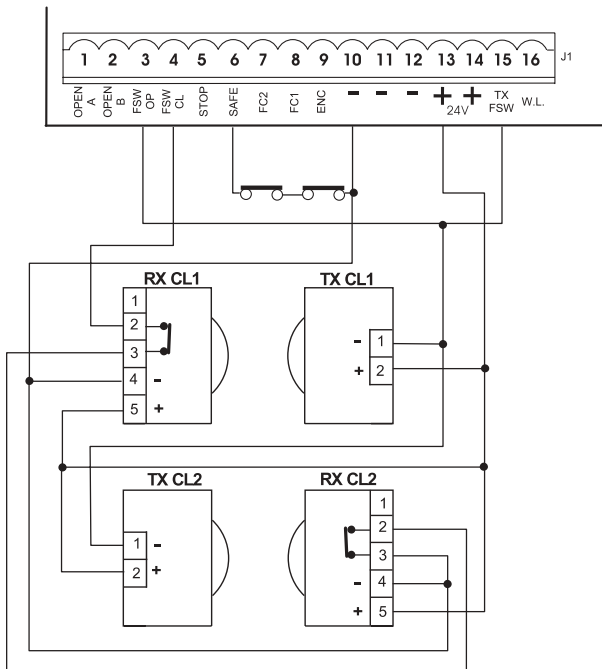 1 2 3 4 5 6 7 8 9 10 11 12 13 14 15 16 J1
OPEN A
OPEN B
FSW OP
FSW CL
STOP
SAFE
FC2
FC1
ENC
-
-
-
+ +
24V
TX FSW
W.L.
RX CL1
1
2
3
4 -
5 +
TX CL1
- 1
+ 2
TX CL2
1 -
2 +
RX CL2
1
2
3
- 4
+ 5